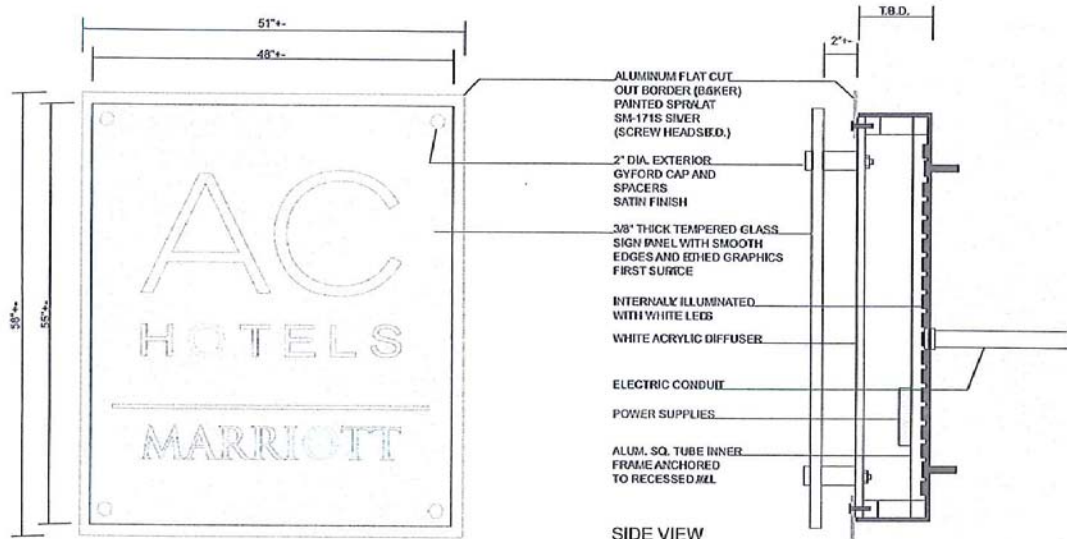 51"+-
48"+-
58"+-
55"+-
AC
HOTELS
MARRIOTT
T.B.D.
2"+-
ALUMINUM FLAT CUT
OUT BORDER
PAINTED SPRALAT
SM-171S SIVER
(SCREW HEADS
2" DIA. EXTERIOR
GYFORD CAP AND
SPACERS
SATIN FINISH
3/8" THICK TEMPERED GLASS
SIGN PANEL WITH SMOOTH
EDGES AND GRAPHICS
FIRST
INTERNALY ILLUMINATED
WITH WHITE LEDS
WHITE ACRYLIC DIFFUSER
ELECTRIC CONDUIT
POWER SUPPLIES
ALUM. SQ. TUBE INNER
FRAME ANCHORED
TO RECESSED
SIDE VIEW